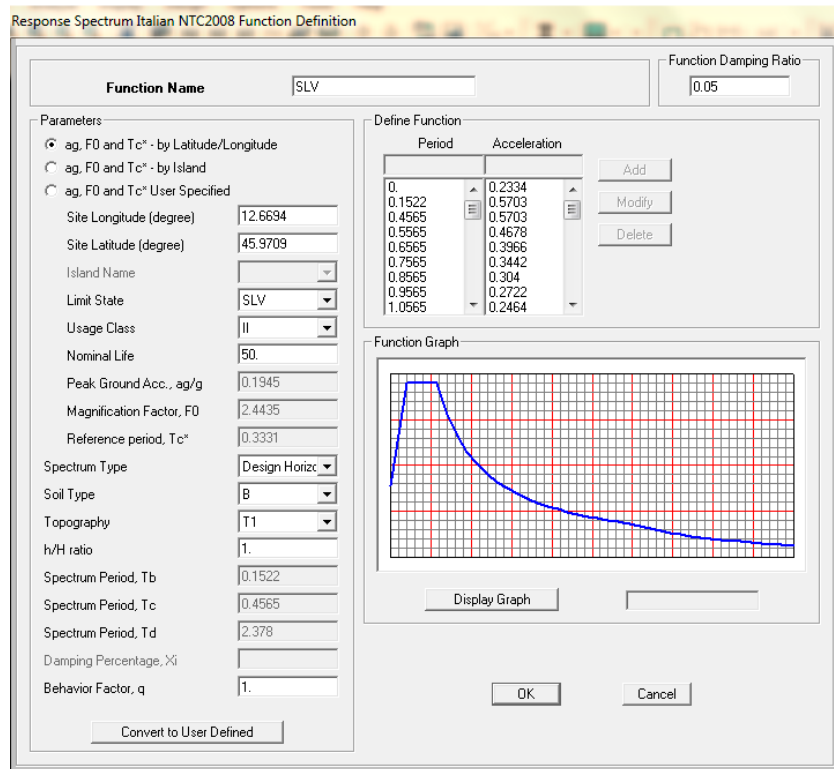 Response Spectrum Italian NTC2008 Function Definition
Function Damping Ratio
Function Name
SLV
0.05
Parameters
ag, F0 and Tc* - by Latitude/Longitude
ag, F0 and Tc* - by Island
ag, F0 and Tc* User Specified
Site Longitude (degree)
12.6694
Site Latitude (degree)
45.9709
Island Name
Limit State
SLV
Usage Class
II
Nominal Life
50.
Peak Ground Acc., ag/g
0.1945
Magnification Factor, F0
2.4435
Reference period, Tc*
0.3331
Spectrum Type
Design Horizc
Soil Type
B
Topography
T1
h/H ratio
1.
Spectrum Period, Tb
0.1522
Spectrum Period, Tc
0.4565
Spectrum Period, Td
2.378
Damping Percentage, Xi
Behavior Factor, q
1.
Convert to User Defined
Define Function
Period Acceleration
0. 0.2334
0.1522 0.5703
0.4565 0.5703
0.5565 0.4678
0.6565 0.3966
0.7565 0.3442
0.8565 0.304
0.9565 0.2722
1.0565 0.2464
Add
Modify
Delete
Function Graph
Display Graph
OK Cancel